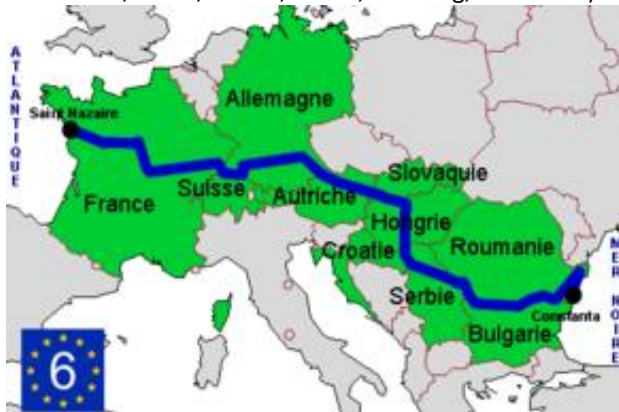 ATLANTIQUE
Saint Nazaire
Allemagne
Slovaquie
Suisse
Autriche
France
Hongrie
Croatie
Roumanie
Serbie
Constanta
Bulgarie
MER NOIRE
6